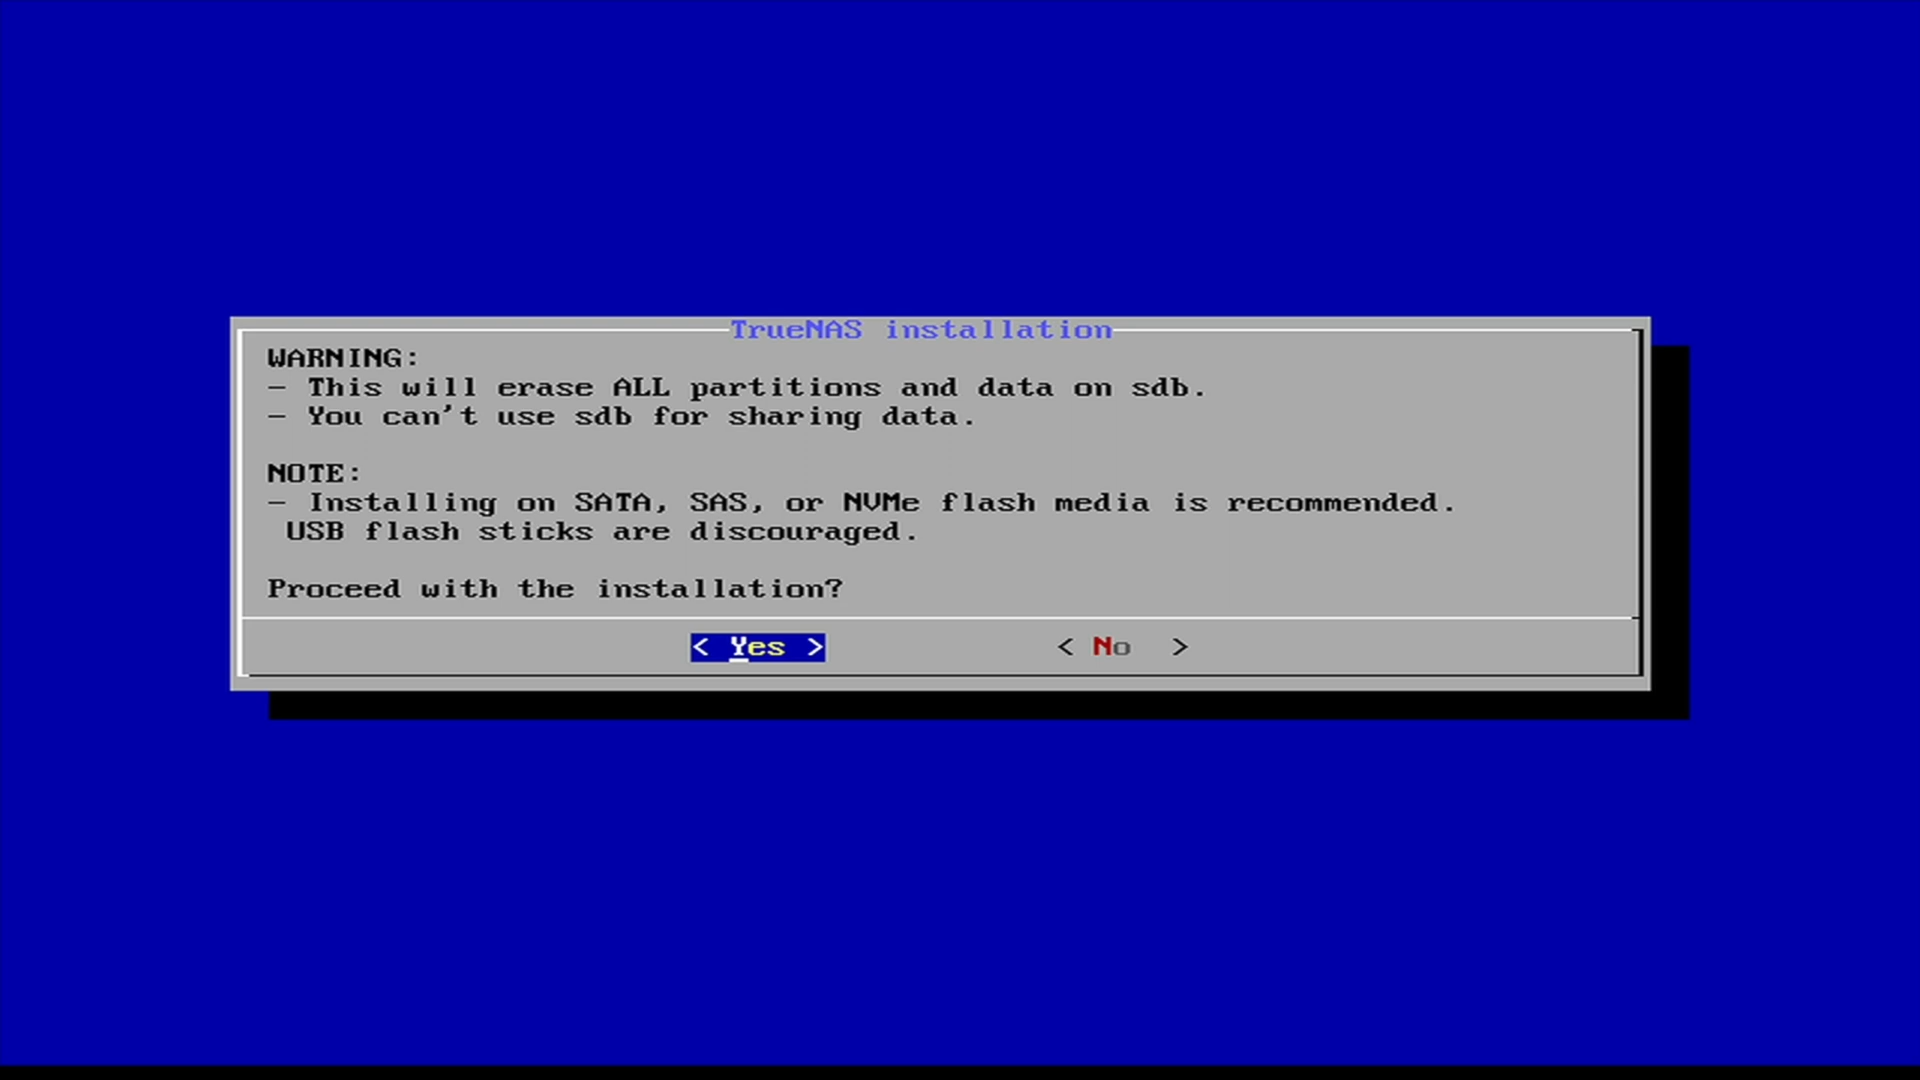 TrueNAS installation
WARNING:
- This will erase ALL partitions and data on sdb.
- You can't use sdb for sharing data.
NOTE:
- Installing on SATA, SAS, or NVMe flash media is recommended.
USB flash sticks are discouraged.
Proceed with the installation?
< Yes > < No >